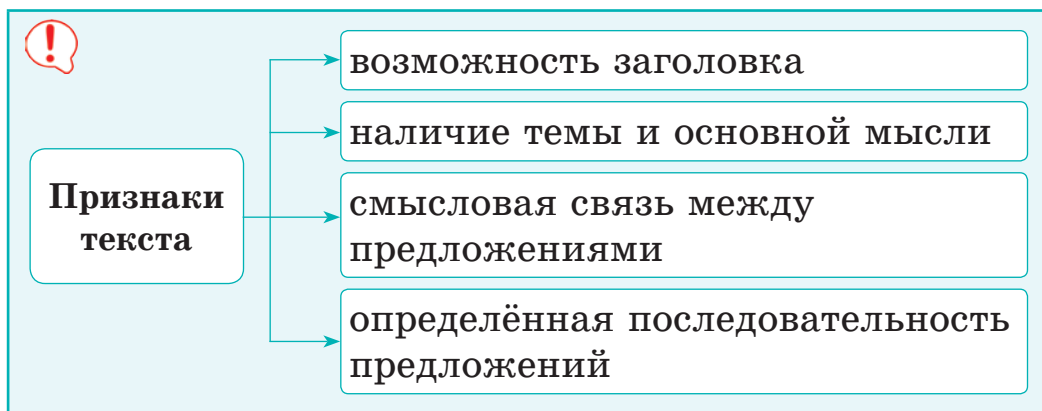 возможность заголовка
наличие темы и основной мысли
Признаки
текста
смысловая связь между
предложениями
определённая последовательность
предложений